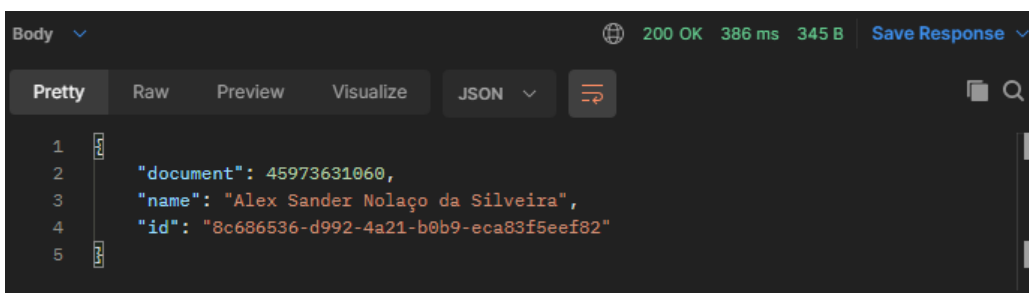 Body 200 OK 386 ms 345 B Save Response
Pretty Raw Preview Visualize JSON
1 {
2 "document": 45973631060,
3 "name": "Alex Sander Nolaço da Silveira",
4 "id": "8c686536-d992-4a21-b0b9-eca83f5eef82"
5 }